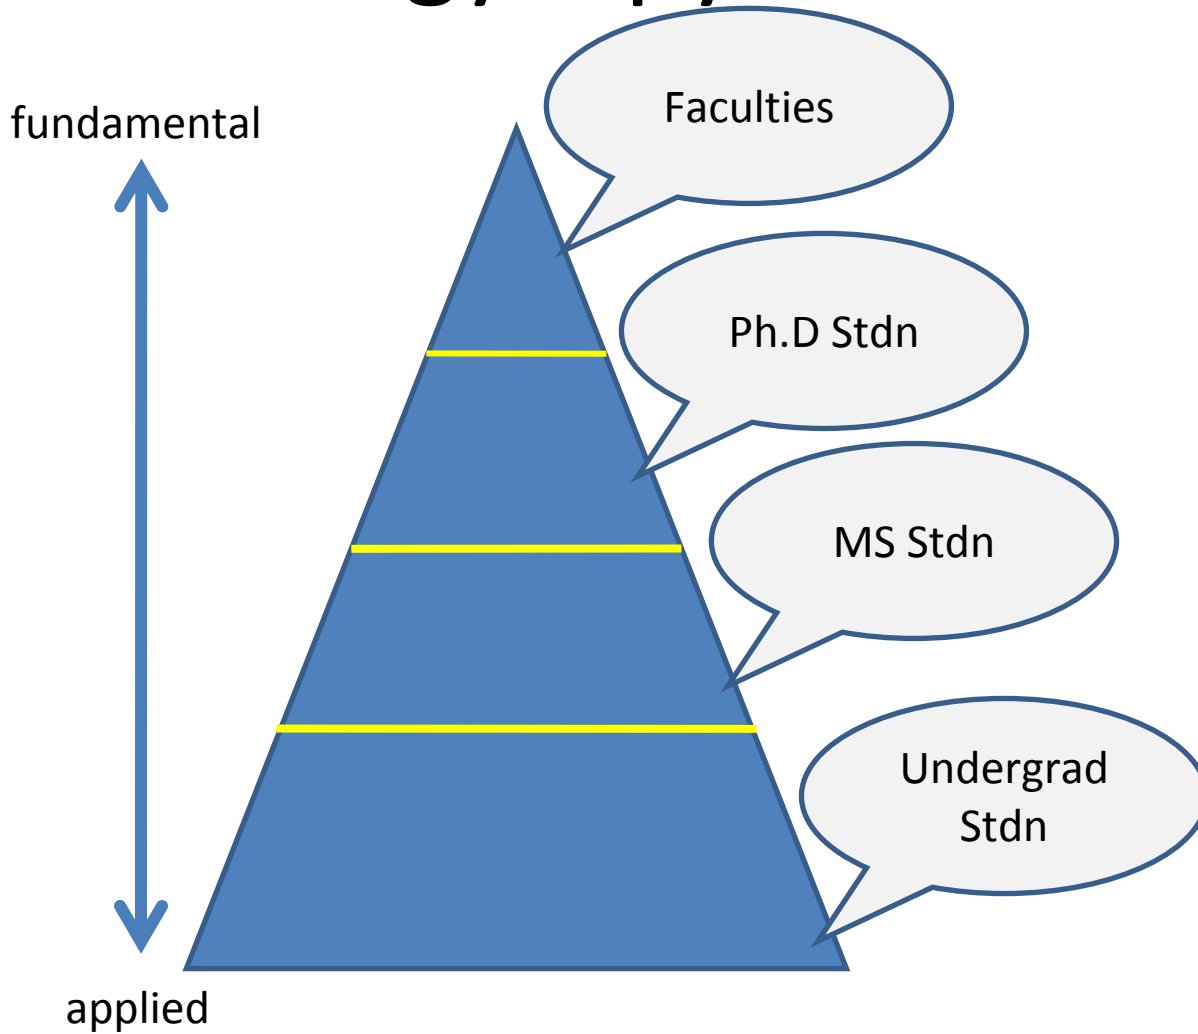 Faculties
fundamental
Ph.D Stdn
MS Stdn
Undergrad
Stdn
applied